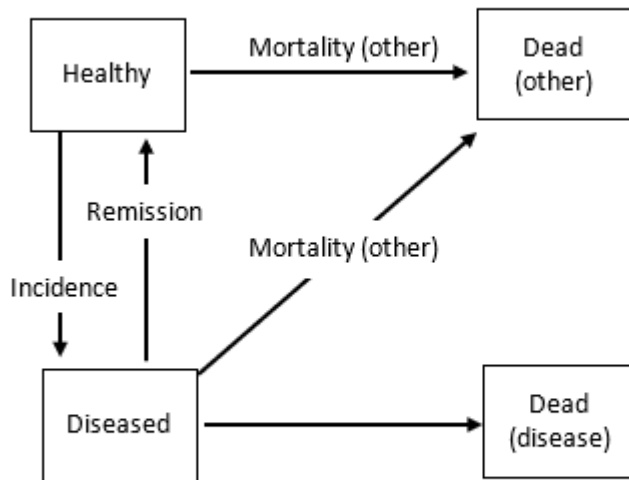 Mortality (other)
Healthy
Dead
(other)
Remission
Mortality (other)
Incidence
Diseased
Dead
(disease)